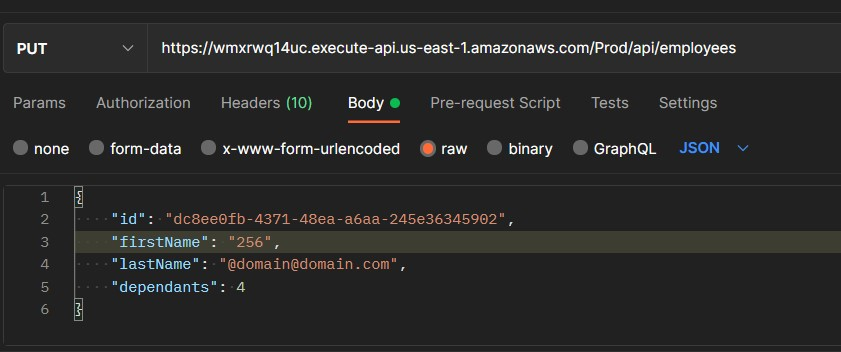 PUT https://wmxrwq14uc.execute-api.us-east-1.amazonaws.com/Prod/api/employees
Params Authorization Headers (10) Body Pre-request Script Tests Settings
none form-data x-www-form-urlencoded raw binary GraphQL JSON
1 {
2 "id": "dc8ee0fb-4371-48ea-a6aa-245e36345902",
3 "firstName": "256",
4 "lastName": "@domain@domain.com",
5 "dependants": 4
6 }